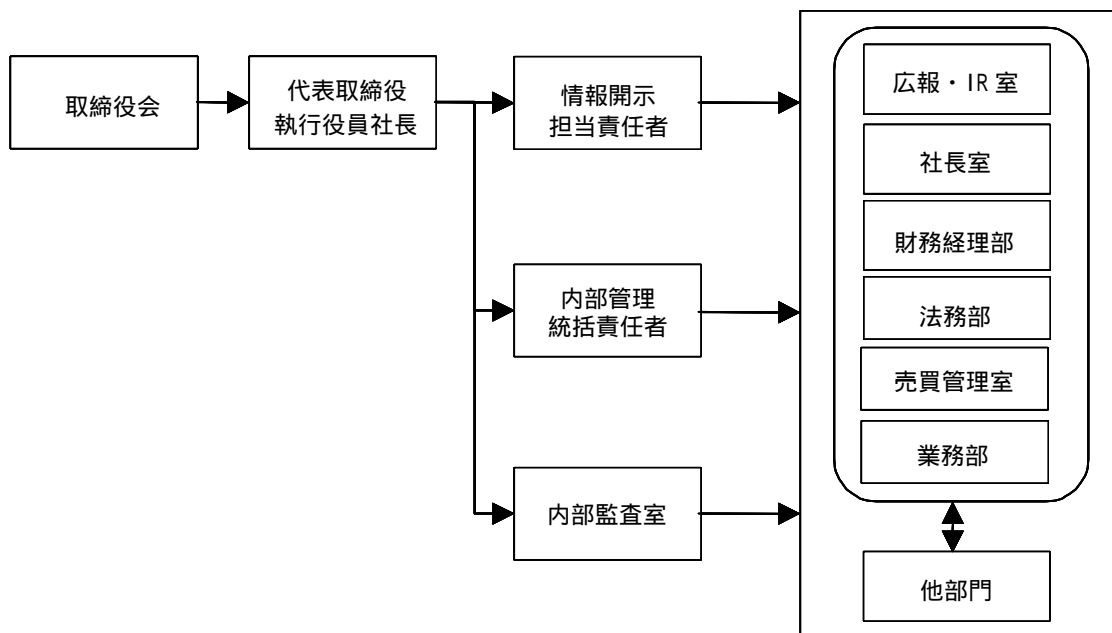 取締役会
代表取締役
執行役員社長
情報開示
担当責任者
内部管理
統括責任者
内部監査室
広報・IR室
社長室
財務経理部
法務部
売買管理室
業務部
他部門